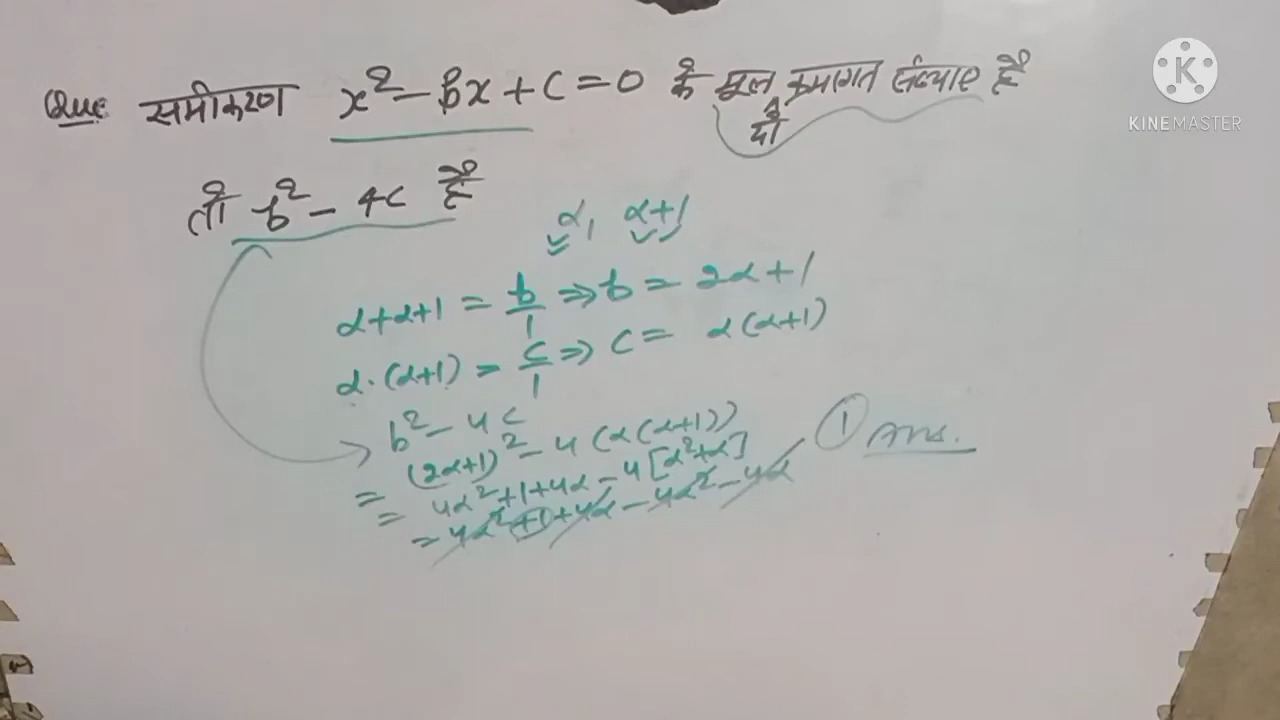 Que. समीकरण x² - bx + c = 0 के मूल दो क्रमागत संख्याएं हैं
तो b² - 4c है
α, α+1
α+α+1 = b/1 ⇒ b = 2α+1
α.(α+1) = c/1 ⇒ c = α(α+1)
b² - 4c
= (2α+1)² - 4(α(α+1))
= 4α²+1+4α-4[α²+α]
= 4α²+1+4α-4α²-4α
1 Ans.
K
KINEMASTER